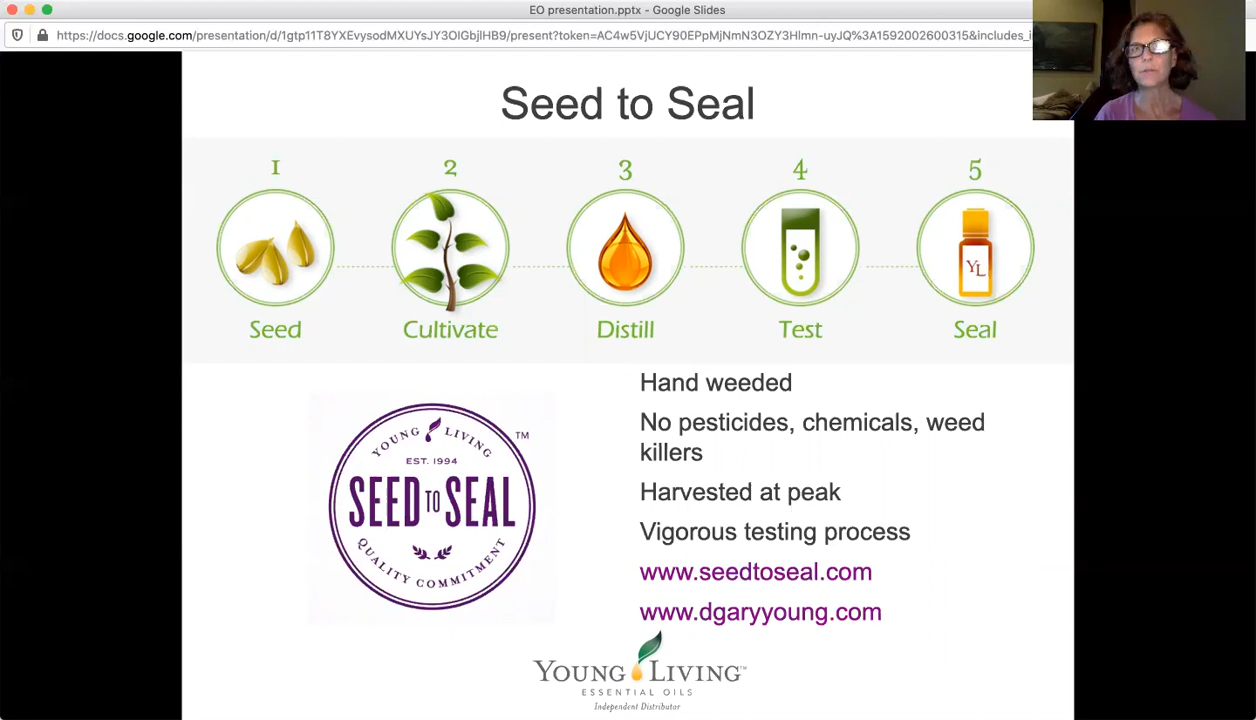 EO presentation.pptx - Google Slides
https://docs.google.com/presentation/d/1gtp11T8YXEvysodMXUYsJY3OIGbjlHB9/present?token=AC4w5VjUCY90EPpMjNmN3OZY3Hlmn-uyJQ%3A1592002600315&includes_i
Seed to Seal
1 2 3 4 5
YL
Seed Cultivate Distill Test Seal
Hand weeded
No pesticides, chemicals, weed
killers
Harvested at peak
Vigorous testing process
www.seedtoseal.com
www.dgaryyoung.com
YOUNG LIVING ™
EST. 1994
SEED TO SEAL
QUALITY COMMITMENT
YOUNG LIVING™
ESSENTIAL OILS
Independent Distributor